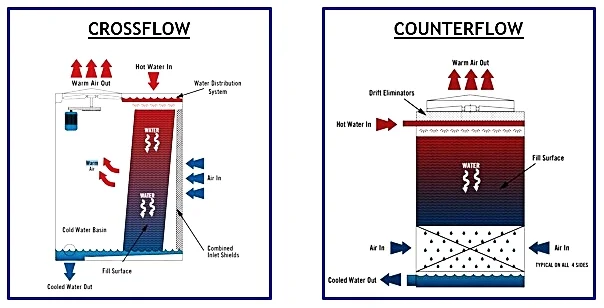 CROSSFLOW
Hot Water In
Warm Air Out
Water Distribution
System
WATER
Warm
Air
Air In
WATER
Cold Water Basin
Combined
Inlet Shields
Fill Surface
Cooled Water Out
COUNTERFLOW
Warm Air Out
Drift Eliminators
Hot Water In
Fill Surface
WATER
Air In
Air In
TYPICAL ON ALL 4 SIDES
Cooled Water Out